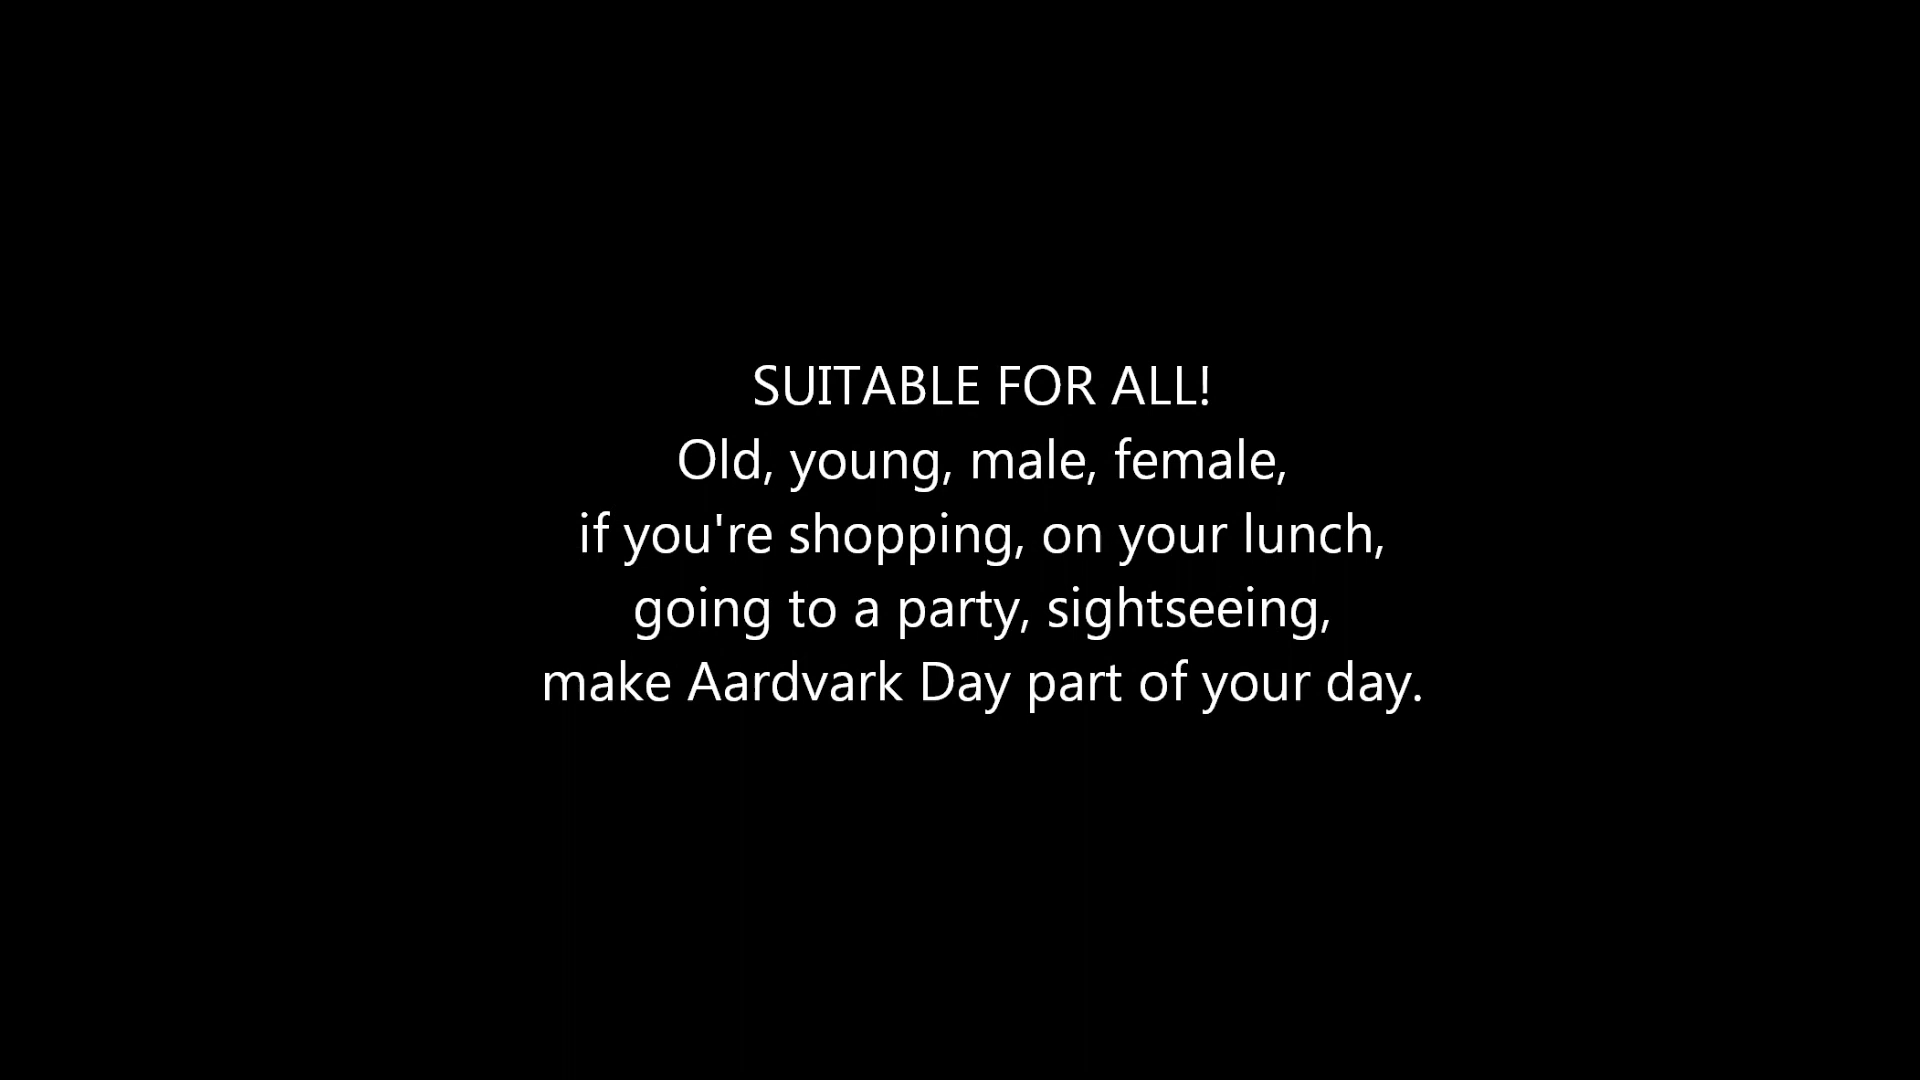 SUITABLE FOR ALL!
Old, young, male, female,
if you're shopping, on your lunch,
going to a party, sightseeing,
make Aardvark Day part of your day.